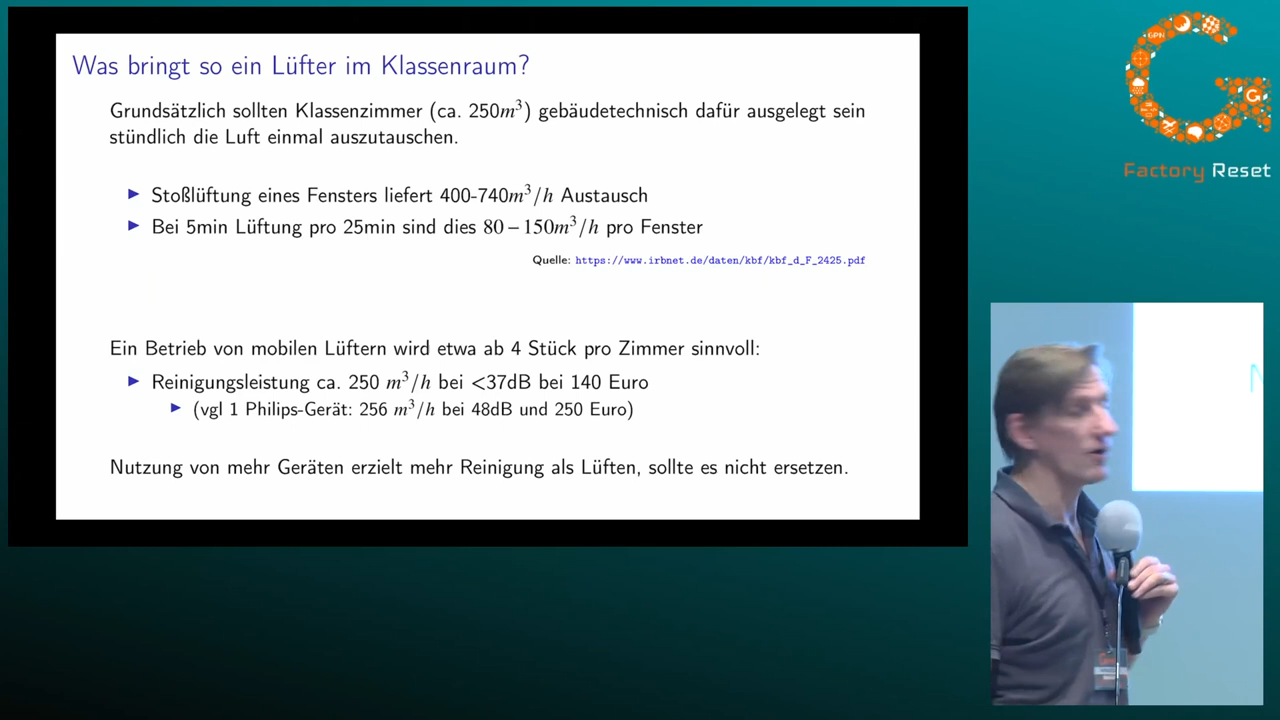 Was bringt so ein Lüfter im Klassenraum?
Grundsätzlich sollten Klassenzimmer (ca. 250m³) gebäudetechnisch dafür ausgelegt sein
stündlich die Luft einmal auszutauschen.
▶ Stoßlüftung eines Fensters liefert 400-740m³/h Austausch
▶ Bei 5min Lüftung pro 25min sind dies 80 – 150m³/h pro Fenster
Quelle: https://www.irbnet.de/daten/kbf/kbf_d_F_2425.pdf
Ein Betrieb von mobilen Lüftern wird etwa ab 4 Stück pro Zimmer sinnvoll:
▶ Reinigungsleistung ca. 250 m³/h bei <37dB bei 140 Euro
▶ (vgl 1 Philips-Gerät: 256 m³/h bei 48dB und 250 Euro)
Nutzung von mehr Geräten erzielt mehr Reinigung als Lüften, sollte es nicht ersetzen.
GPN
G
Factory Reset